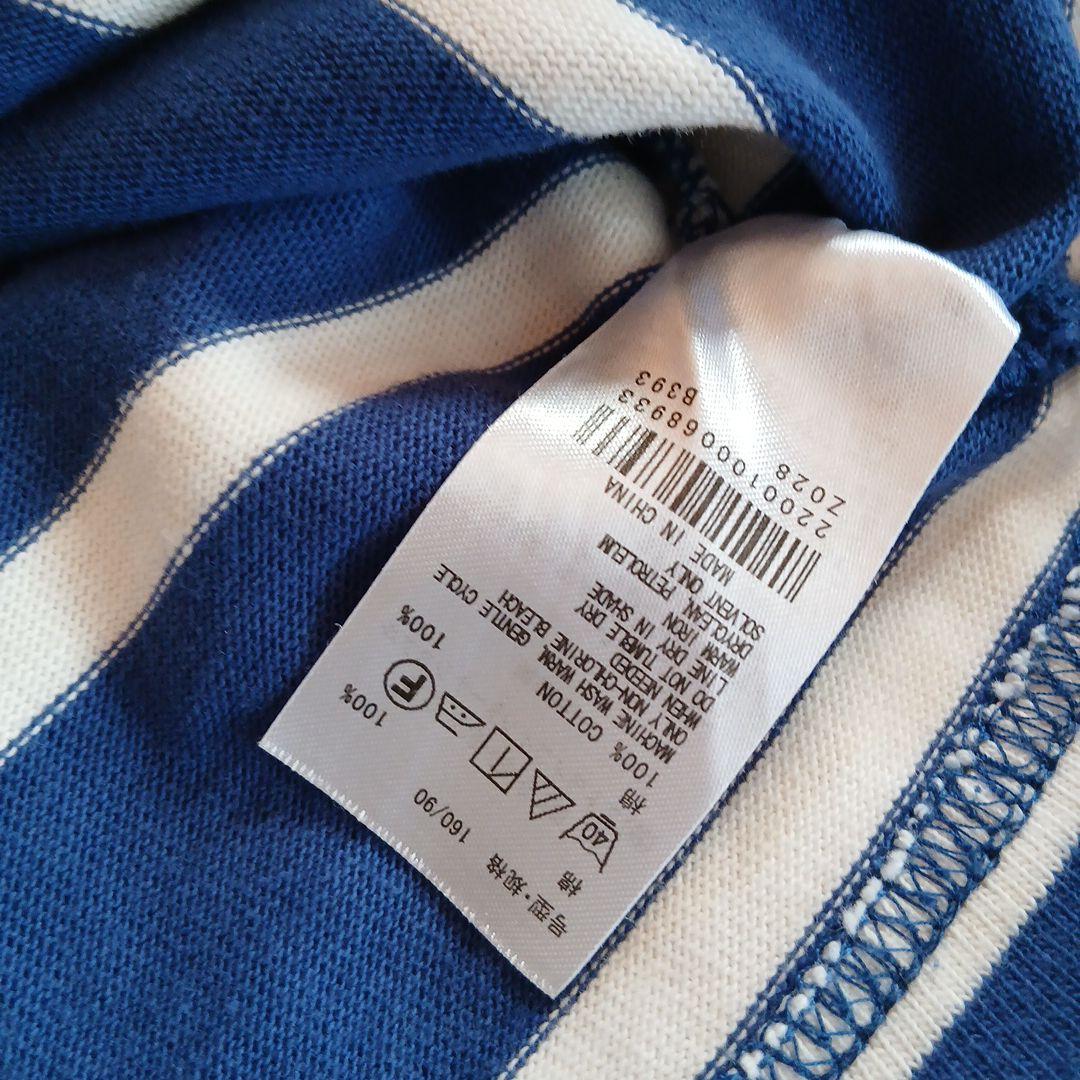 号型·规格 160/90
棉 100%
40 F
棉 100%
100% COTTON
MACHINE WASH WARM, GENTLE CYCLE
ONLY NON-CHLORINE BLEACH
WHEN NEEDED
DO NOT TUMBLE DRY
LINE DRY IN SHADE
WARM IRON
DRYCLEAN, PETROLEUM
SOLVENT ONLY
MADE IN CHINA
2200100068933
Z028 B393